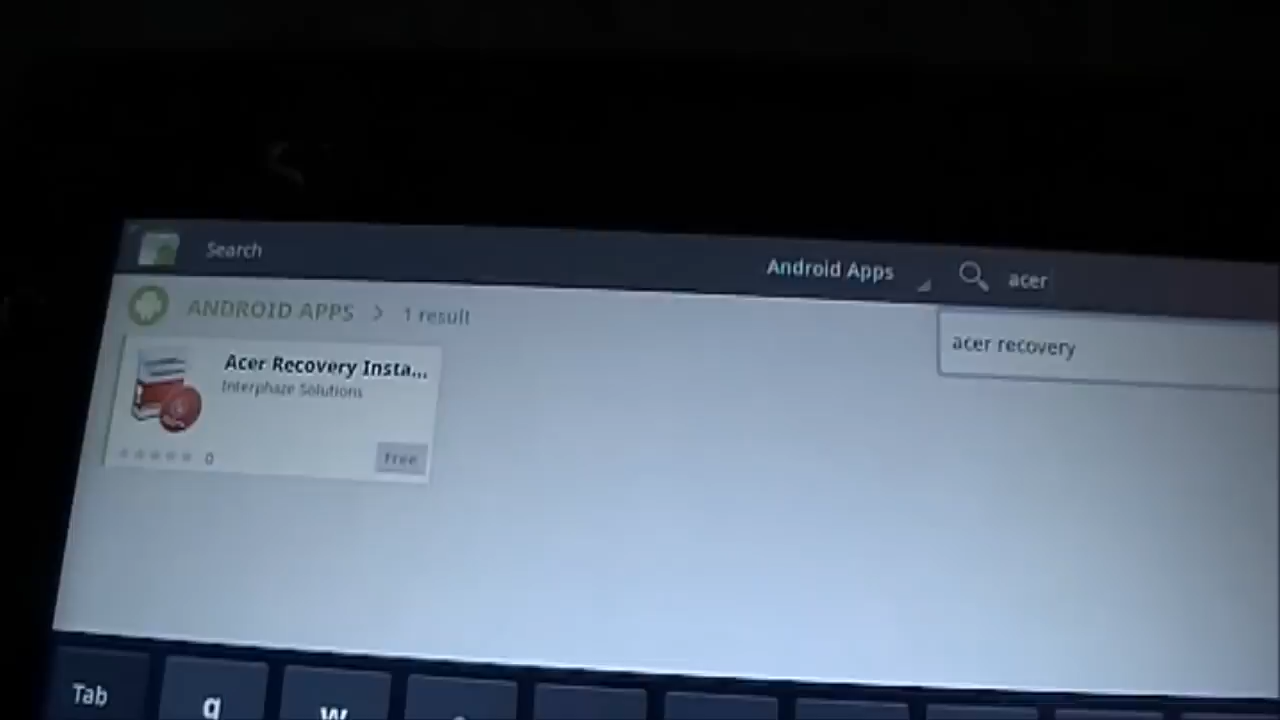 Search
Android Apps
acer
ANDROID APPS > 1 result
acer recovery
Acer Recovery Insta...
Interphaze Solutions
0
Free
Tab
q
w